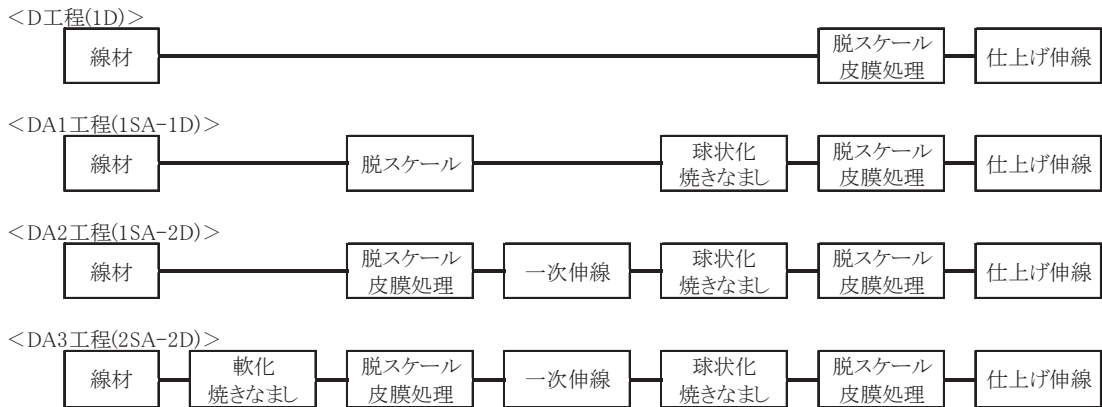 <D工程(1D)>
線材
脱スケール
皮膜処理
仕上げ伸線
<DA1工程(1SA-1D)>
線材
脱スケール
球状化
焼きなまし
脱スケール
皮膜処理
仕上げ伸線
<DA2工程(1SA-2D)>
線材
脱スケール
皮膜処理
一次伸線
球状化
焼きなまし
脱スケール
皮膜処理
仕上げ伸線
<DA3工程(2SA-2D)>
線材
軟化
焼きなまし
脱スケール
皮膜処理
一次伸線
球状化
焼きなまし
脱スケール
皮膜処理
仕上げ伸線